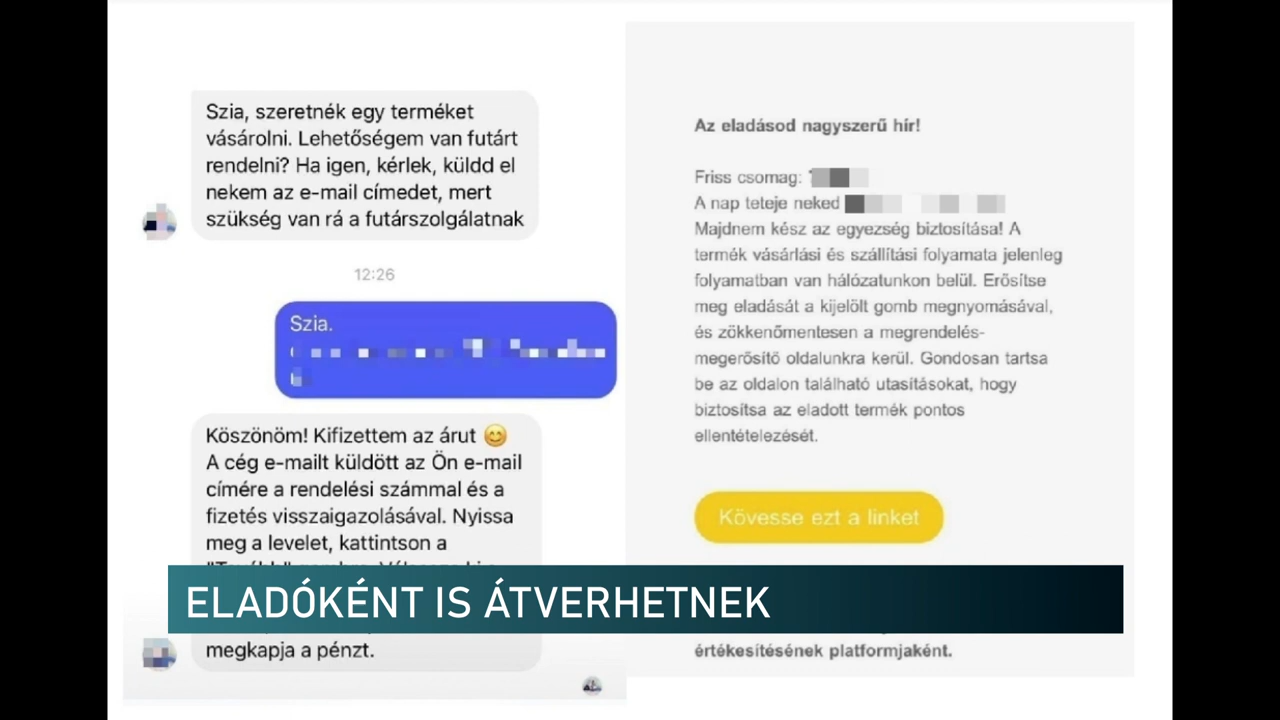 Szia, szeretnék egy terméket
vásárolni. Lehetőségem van futárt
rendelni? Ha igen, kérlek, küldd el
nekem az e-mail címedet, mert
szükség van rá a futárszolgálatnak
12:26
Szia.
Köszönöm! Kifizettem az árut 😊
A cég e-mailt küldött az Ön e-mail
címére a rendelési számmal és a
fizetés visszaigazolásával. Nyissa
meg a levelet, kattintson a
megkapja a pénzt.
Az eladásod nagyszerű hír!
Friss csomag:
A nap teteje neked
Majdnem kész az egyezség biztosítása! A
termék vásárlási és szállítási folyamata jelenleg
folyamatban van hálózatunkon belül. Erősítse
meg eladását a kijelölt gomb megnyomásával,
és zökkenőmentesen a megrendelés-
megerősítő oldalunkra kerül. Gondosan tartsa
be az oldalon található utasításokat, hogy
biztosítsa az eladott termék pontos
ellentételezését.
Kövesse ezt a linket
értékesítésének platformjaként.
ELADÓKÉNT IS ÁTVERHETNEK